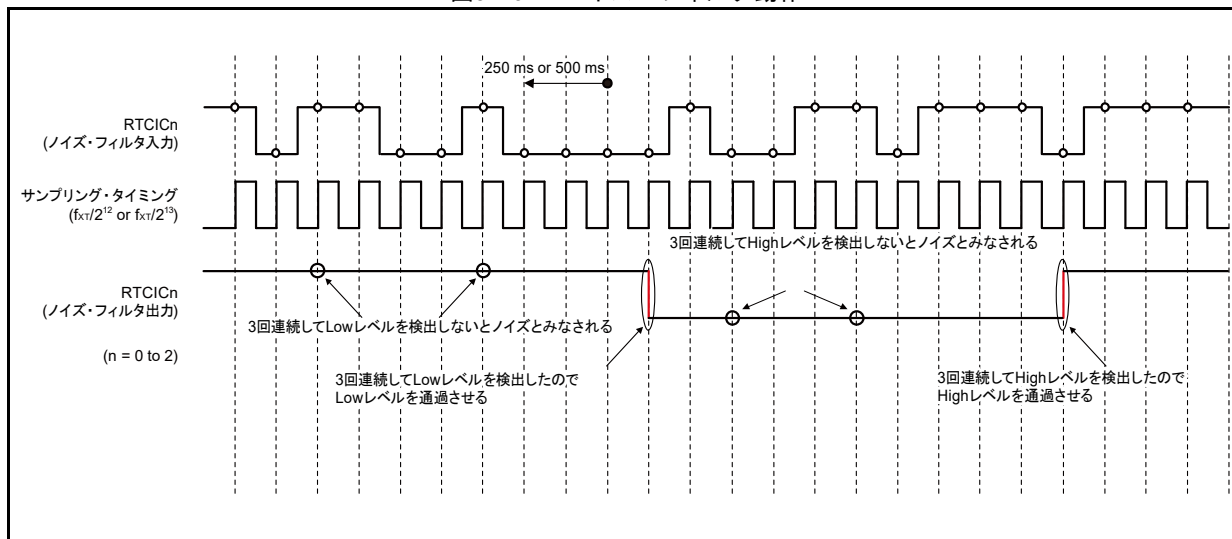 250 ms or 500 ms
RTCICn
(ノイズ・フィルタ入力)
サンプリング・タイミング
(fXT/2¹² or fXT/2¹³)
3回連続してHighレベルを検出しないとノイズとみなされる
RTCICn
(ノイズ・フィルタ出力)
3回連続してLowレベルを検出しないとノイズとみなされる
(n = 0 to 2)
3回連続してLowレベルを検出したので
Lowレベルを通過させる
3回連続してHighレベルを検出したので
Highレベルを通過させる